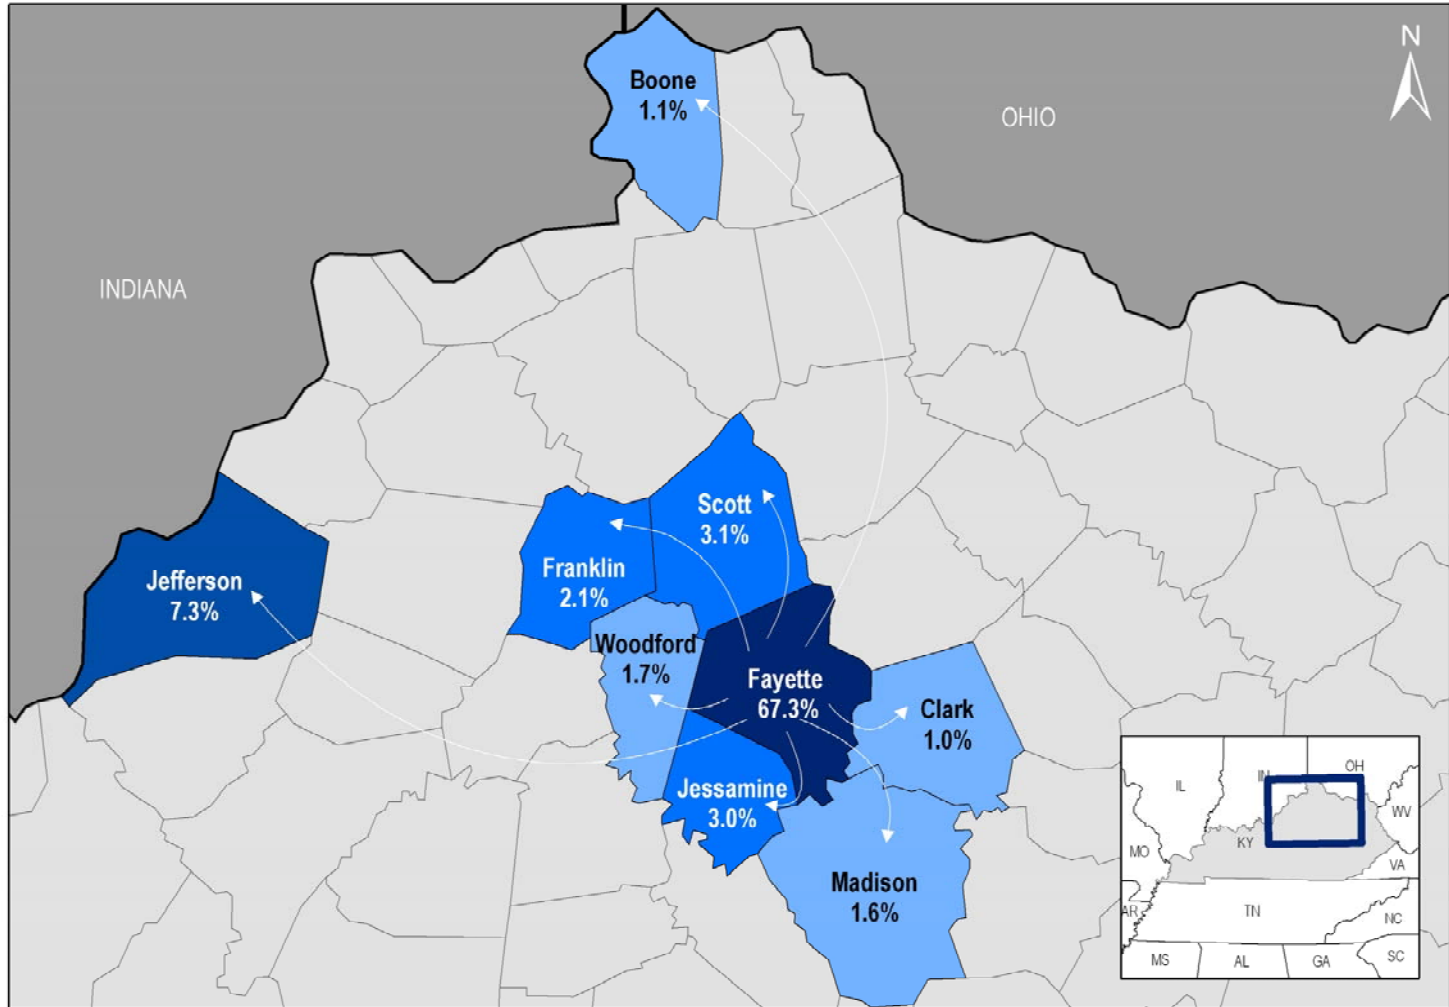 Boone
1.1%
N
OHIO
INDIANA
Scott
3.1%
Franklin
2.1%
Jefferson
7.3%
Woodford
1.7%
Fayette
67.3%
Clark
1.0%
Jessamine
3.0%
Madison
1.6%
IL
IN
OH
WV
KY
MO
VA
AR
TN
NC
MS
AL
GA
SC